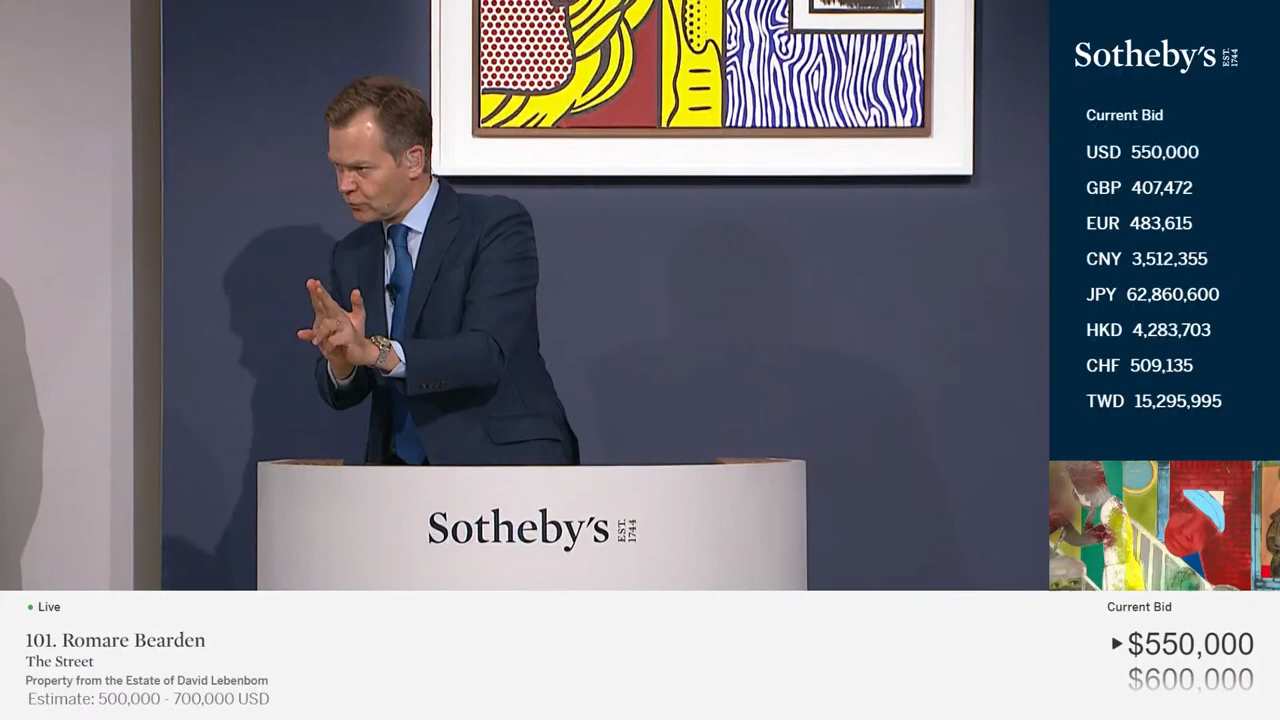 Sotheby's EST. 1744
Current Bid
USD 550,000
GBP 407,472
EUR 483,615
CNY 3,512,355
JPY 62,860,600
HKD 4,283,703
CHF 509,135
TWD 15,295,995
Sotheby's EST. 1744
Live
101. Romare Bearden
The Street
Property from the Estate of David Lebenbom
Estimate: 500,000 - 700,000 USD
Current Bid
$550,000
$600,000